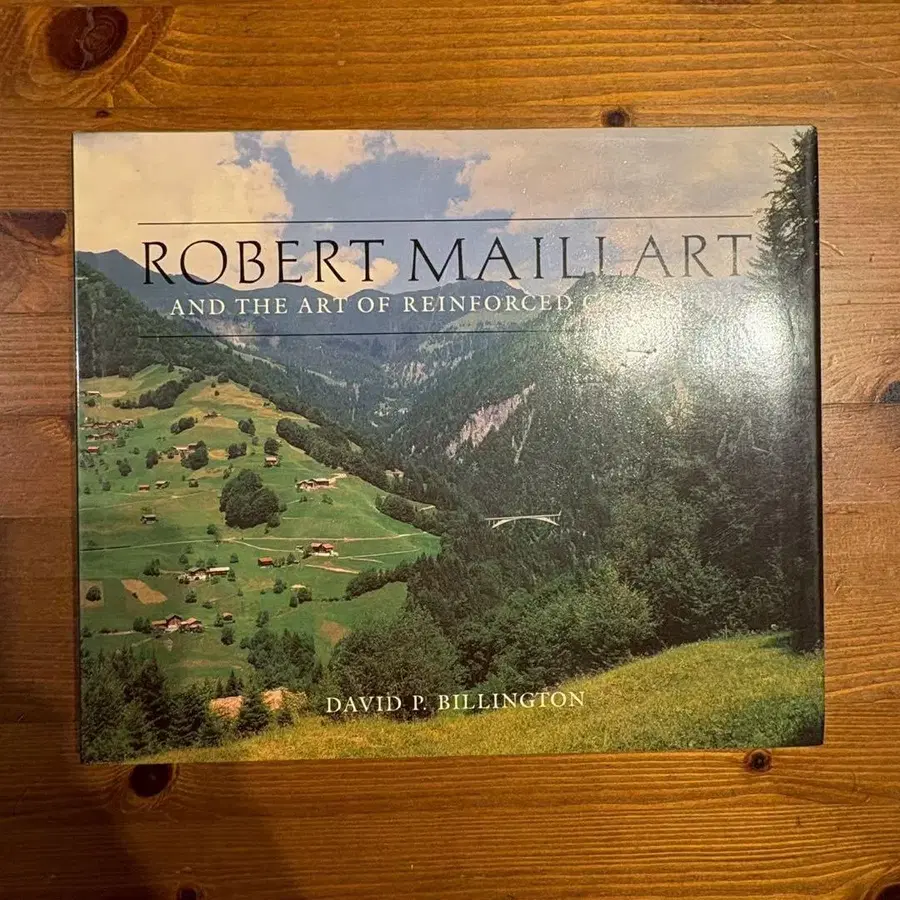 ROBERT MAILLART
AND THE ART OF REINFORCED
DAVID P. BILLINGTON